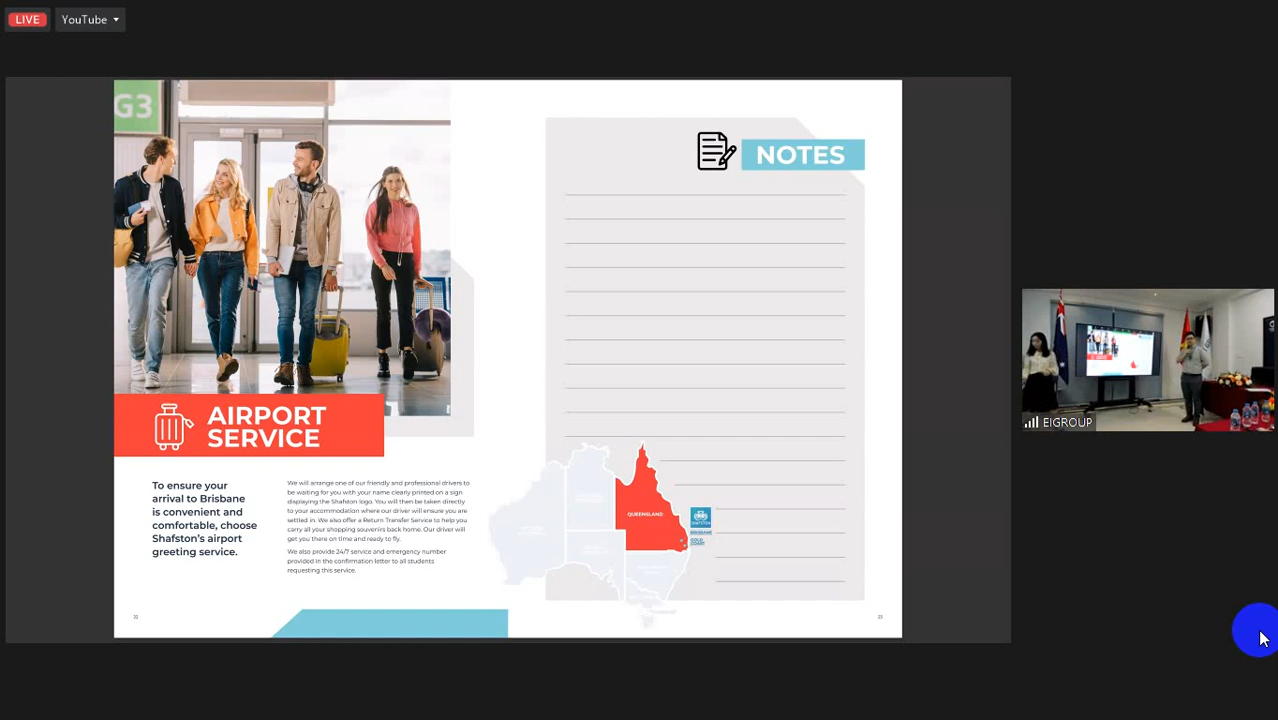 LIVE
YouTube
G3
AIRPORT
SERVICE
To ensure your
arrival to Brisbane
is convenient and
comfortable, choose
Shafston's airport
greeting service.
We will arrange one of our friendly and professional drivers to
be waiting for you with your name clearly printed on a sign
displaying the Shafston logo. You will then be taken directly
to your accommodation where our driver will ensure you are
settled in. We also offer a Return Transfer Service to help you
carry all your shopping souvenirs back home. Our driver will
get you there on time and ready to fly.
We also provide 24/7 service and emergency number
provided in the confirmation letter to all students
requesting this service.
NOTES
QUEENSLAND
SHAFSTON
BRISBANE
GOLD
COAST
22
23
EIGROUP